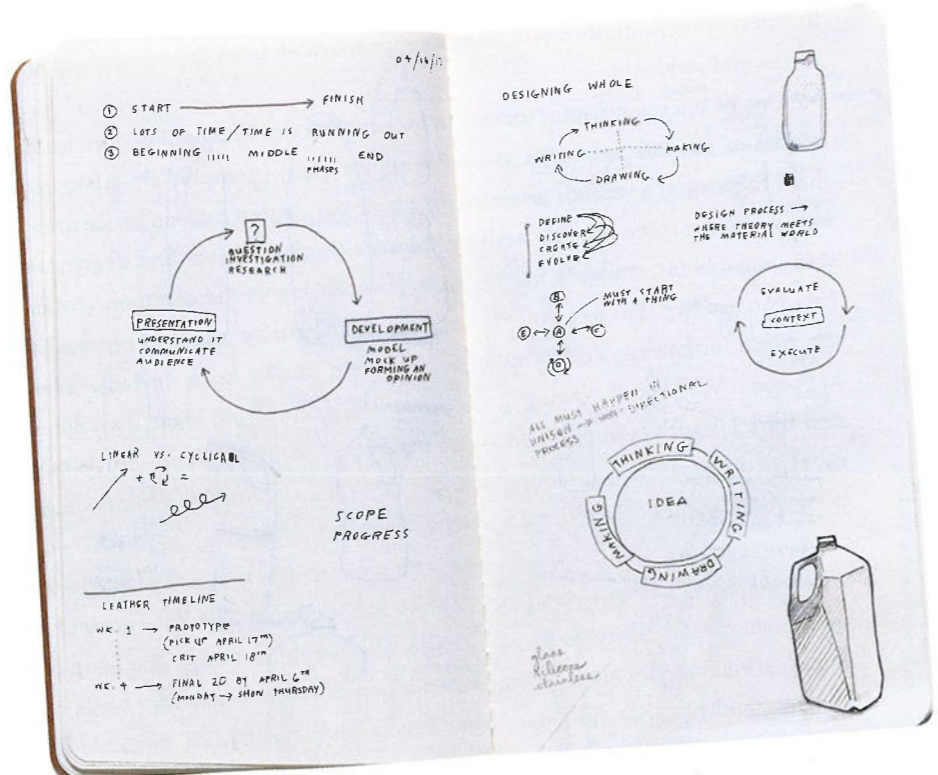 04/16/
① START → FINISH
② LOTS OF TIME / TIME IS RUNNING OUT
③ BEGINNING ||||| MIDDLE |||||| END
PHASES
?
QUESTION
INVESTIGATION
RESEARCH
PRESENTATION
UNDERSTAND IT
COMMUNICATE
AUDIENCE
DEVELOPMENT
MODEL
MOCK UP
FORMING AN
OPINION
LINEAR VS. CYCLICAL
+ =
SCOPE
PROGRESS
LEATHER TIMELINE
WK. 1 → PROTOTYPE
(PICK UP APRIL 17TH)
CRIT APRIL 18TH
WK. 4 → FINAL 20 BY APRIL 6TH
(MONDAY → SHOW THURSDAY)
DESIGNING WHOLE
THINKING
WRITING MAKING
DRAWING
DEFINE
DISCOVER
CREATE
EVOLVE
DESIGN PROCESS →
WHERE THEORY MEETS
THE MATERIAL WORLD
B
MUST START
WITH A THING
E ↔ A ↔ C
D
EVALUATE
CONTEXT
EXECUTE
ALL MUST HAPPEN IN
UNISON → NON-DIRECTIONAL
PROCESS
THINKING
WRITING
IDEA
MAKING
DRAWING
glass
silicone
stainless